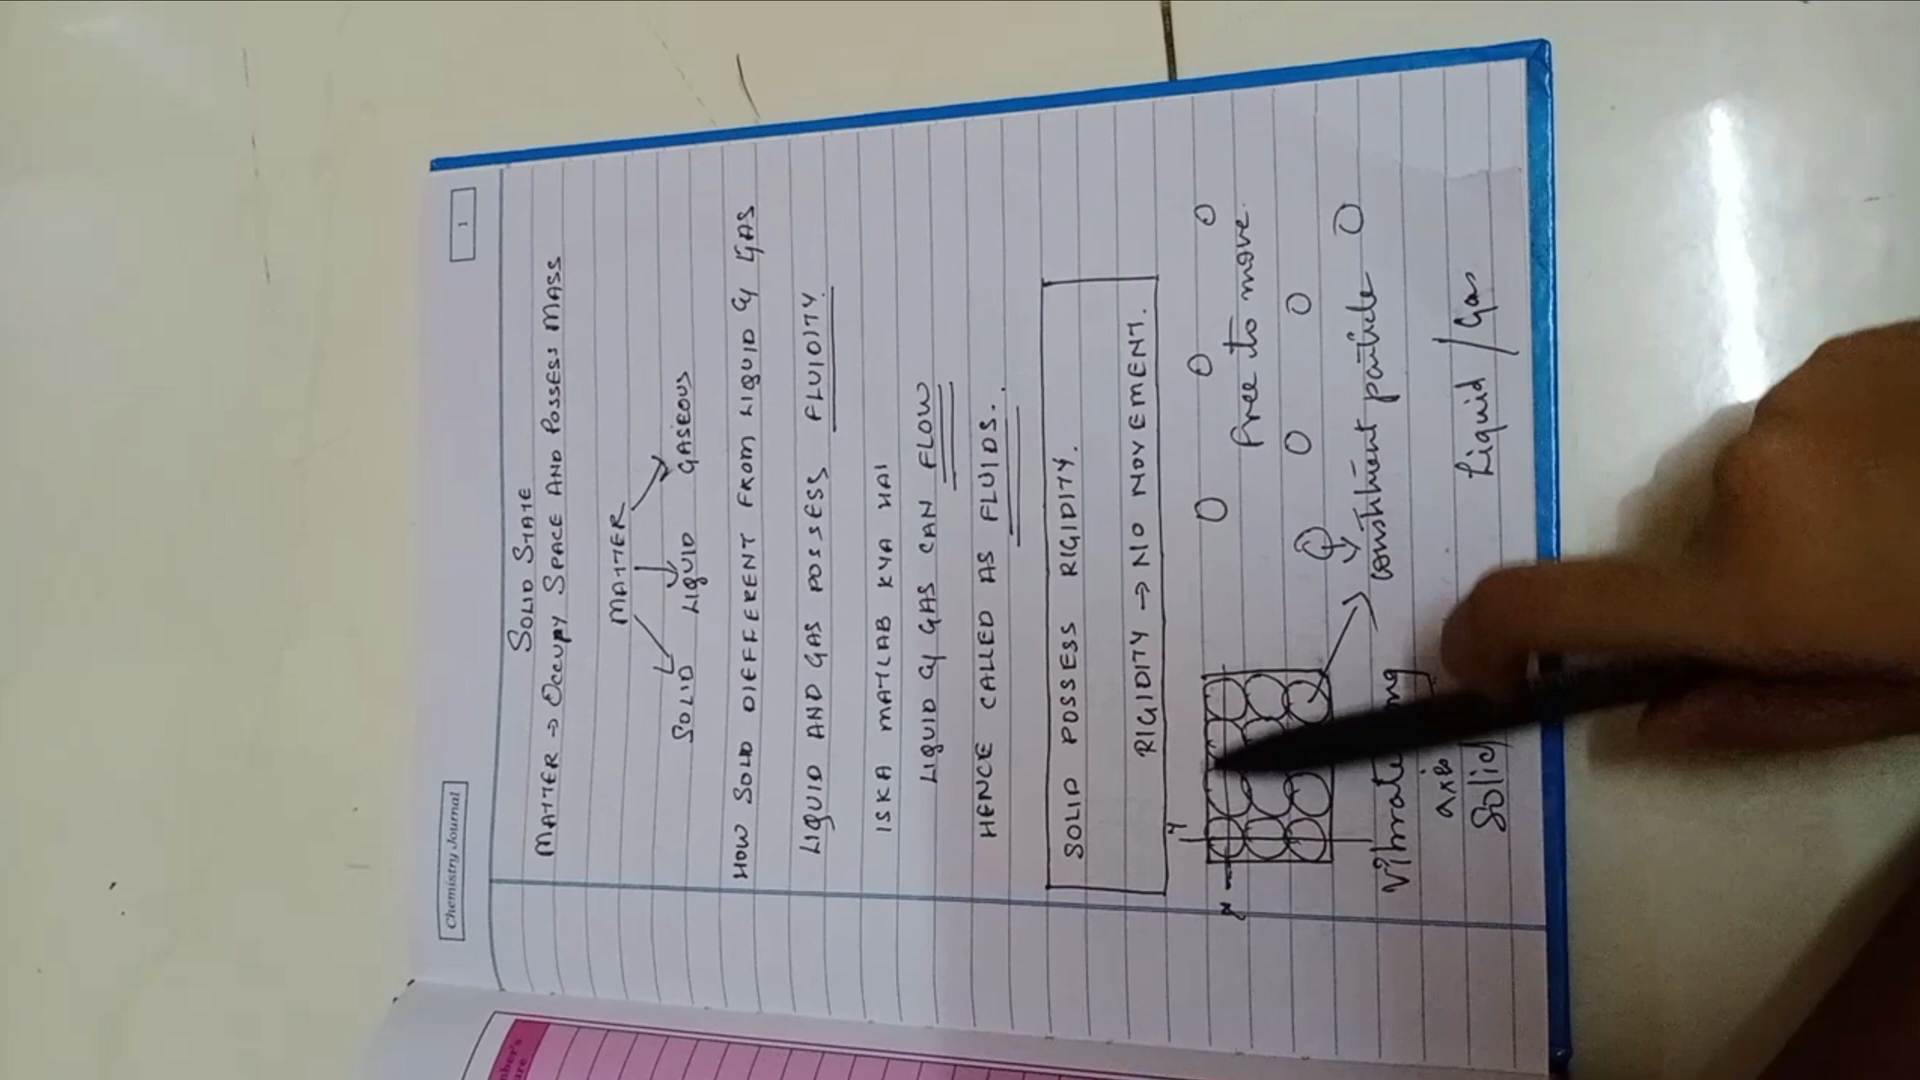 Chemistry Journal
1
SOLID STATE
MATTER → OCCUPY SPACE AND POSSESS MASS
MATTER
SOLID LIQUID GASEOUS
HOW SOLID DIFFERENT FROM LIQUID & GAS
LIQUID AND GAS POSSESS FLUIDITY.
ISKA MATLAB KYA HAI
LIQUID & GAS CAN FLOW
HENCE CALLED AS FLUIDS.
SOLID POSSESS RIGIDITY.
RIGIDITY → NO MOVEMENT.
Y
x
Free to move.
constituent particle
vibrate
axis
Solid
Liquid / Gas